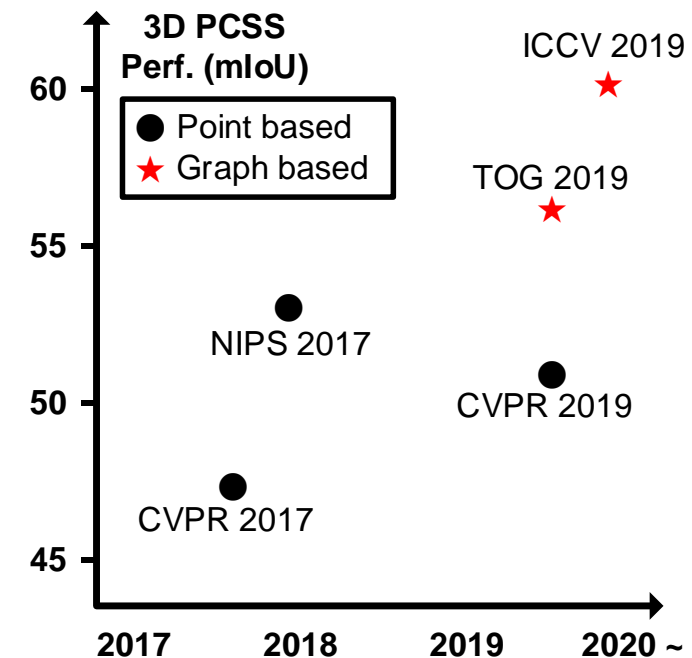 3D PCSS
Perf. (mIoU)
ICCV 2019
60
Point based
Graph based
TOG 2019
55
NIPS 2017
50
CVPR 2019
CVPR 2017
45
2017 2018 2019 2020 ~